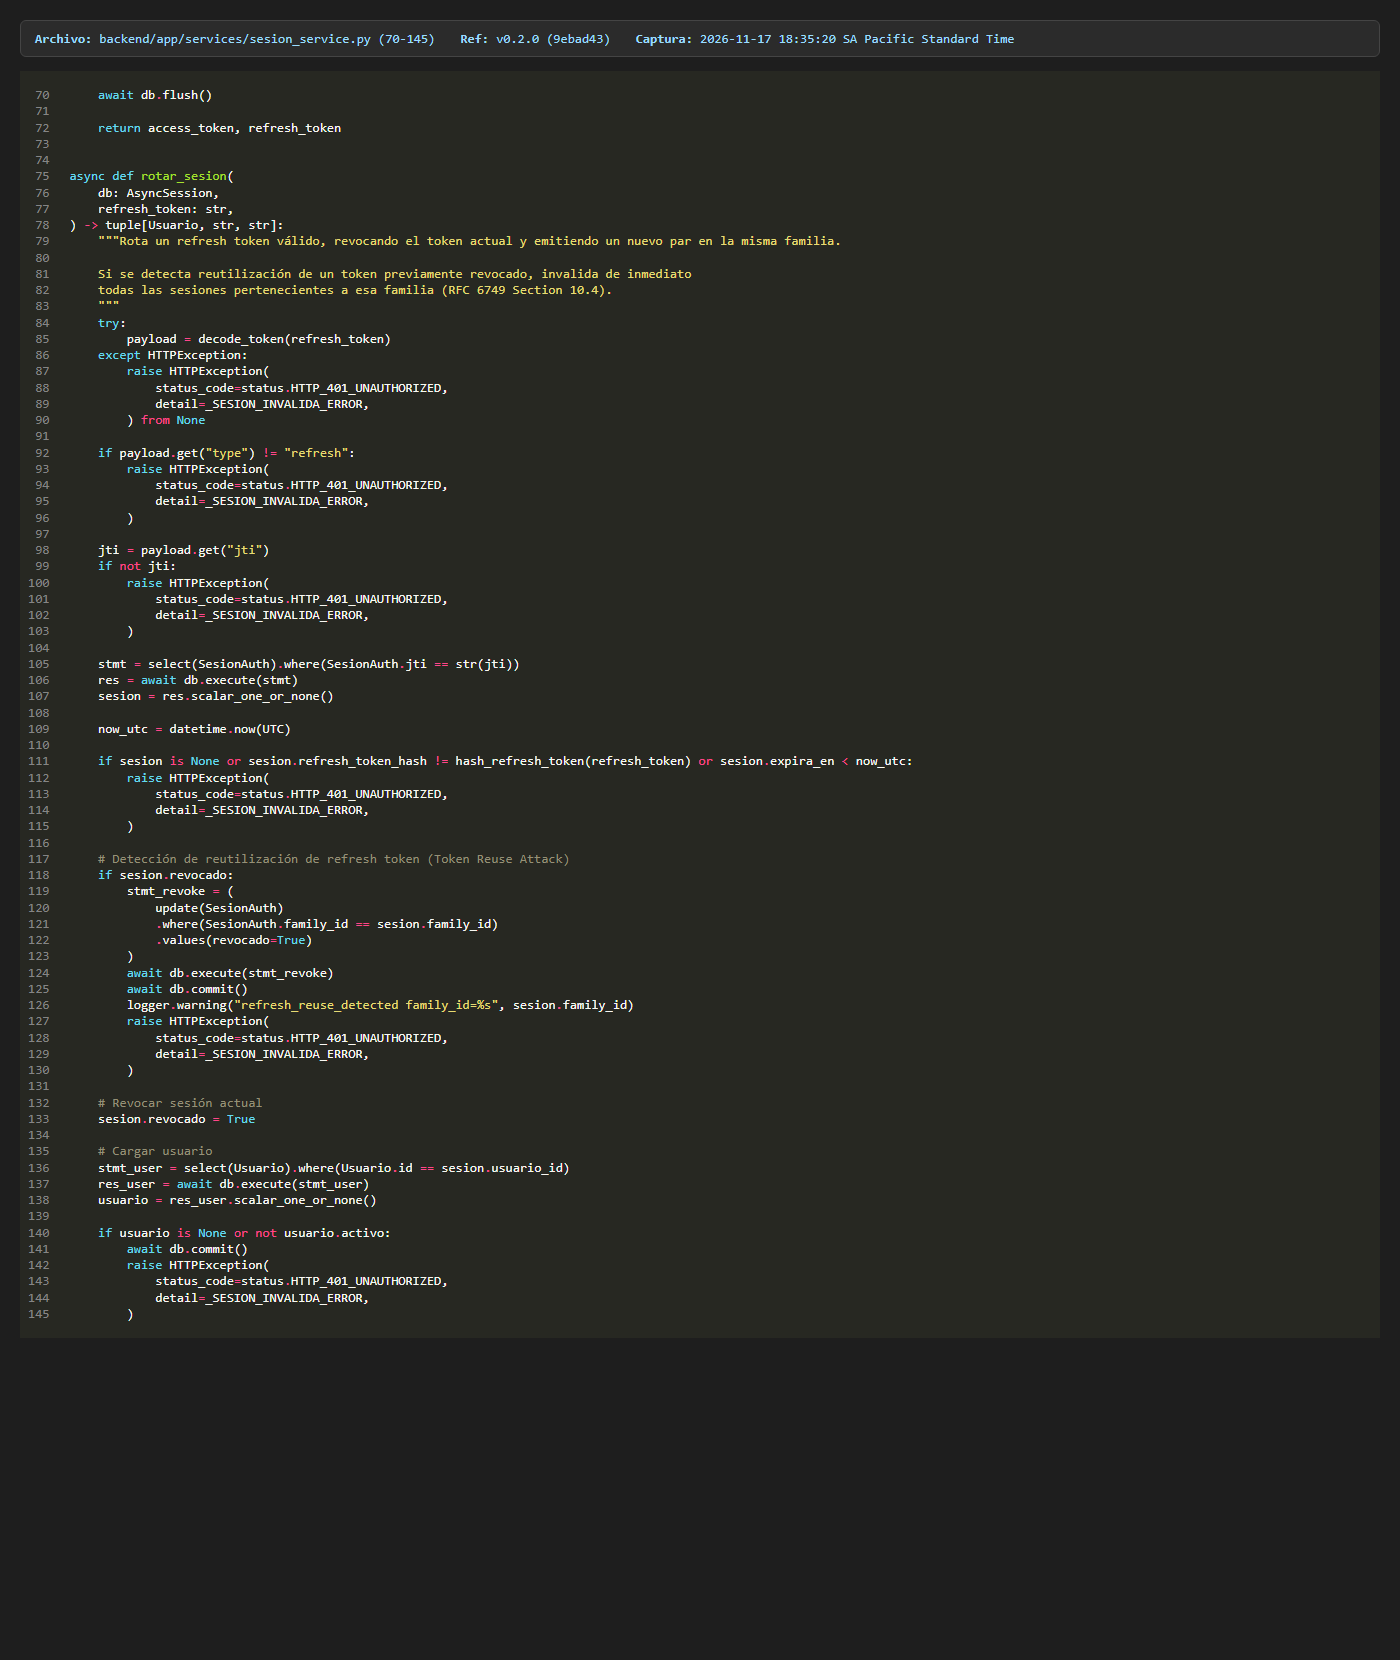 Archivo: backend/app/services/sesion_service.py (70-145) Ref: v0.2.0 (9ebad43) Captura: 2026-11-17 18:35:20 SA Pacific Standard Time
70     await db.flush()
71
72     return access_token, refresh_token
73
74
75 async def rotar_sesion(
76     db: AsyncSession,
77     refresh_token: str,
78 ) -> tuple[Usuario, str, str]:
79     """Rota un refresh token válido, revocando el token actual y emitiendo un nuevo par en la misma familia.
80
81     Si se detecta reutilización de un token previamente revocado, invalida de inmediato
82     todas las sesiones pertenecientes a esa familia (RFC 6749 Section 10.4).
83     """
84     try:
85         payload = decode_token(refresh_token)
86     except HTTPException:
87         raise HTTPException(
88             status_code=status.HTTP_401_UNAUTHORIZED,
89             detail=_SESION_INVALIDA_ERROR,
90         ) from None
91
92     if payload.get("type") != "refresh":
93         raise HTTPException(
94             status_code=status.HTTP_401_UNAUTHORIZED,
95             detail=_SESION_INVALIDA_ERROR,
96         )
97
98     jti = payload.get("jti")
99     if not jti:
100         raise HTTPException(
101             status_code=status.HTTP_401_UNAUTHORIZED,
102             detail=_SESION_INVALIDA_ERROR,
103         )
104
105     stmt = select(SesionAuth).where(SesionAuth.jti == str(jti))
106     res = await db.execute(stmt)
107     sesion = res.scalar_one_or_none()
108
109     now_utc = datetime.now(UTC)
110
111     if sesion is None or sesion.refresh_token_hash != hash_refresh_token(refresh_token) or sesion.expira_en < now_utc:
112         raise HTTPException(
113             status_code=status.HTTP_401_UNAUTHORIZED,
114             detail=_SESION_INVALIDA_ERROR,
115         )
116
117     # Detección de reutilización de refresh token (Token Reuse Attack)
118     if sesion.revocado:
119         stmt_revoke = (
120             update(SesionAuth)
121             .where(SesionAuth.family_id == sesion.family_id)
122             .values(revocado=True)
123         )
124         await db.execute(stmt_revoke)
125         await db.commit()
126         logger.warning("refresh_reuse_detected family_id=%s", sesion.family_id)
127         raise HTTPException(
128             status_code=status.HTTP_401_UNAUTHORIZED,
129             detail=_SESION_INVALIDA_ERROR,
130         )
131
132     # Revocar sesión actual
133     sesion.revocado = True
134
135     # Cargar usuario
136     stmt_user = select(Usuario).where(Usuario.id == sesion.usuario_id)
137     res_user = await db.execute(stmt_user)
138     usuario = res_user.scalar_one_or_none()
139
140     if usuario is None or not usuario.activo:
141         await db.commit()
142         raise HTTPException(
143             status_code=status.HTTP_401_UNAUTHORIZED,
144             detail=_SESION_INVALIDA_ERROR,
145         )